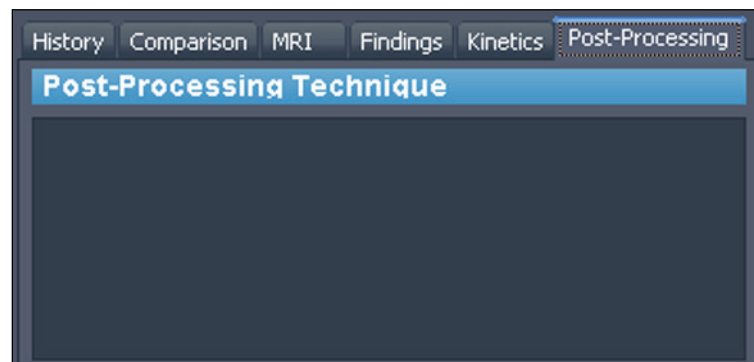 History Comparison MRI Findings Kinetics Post-Processing
Post-Processing Technique